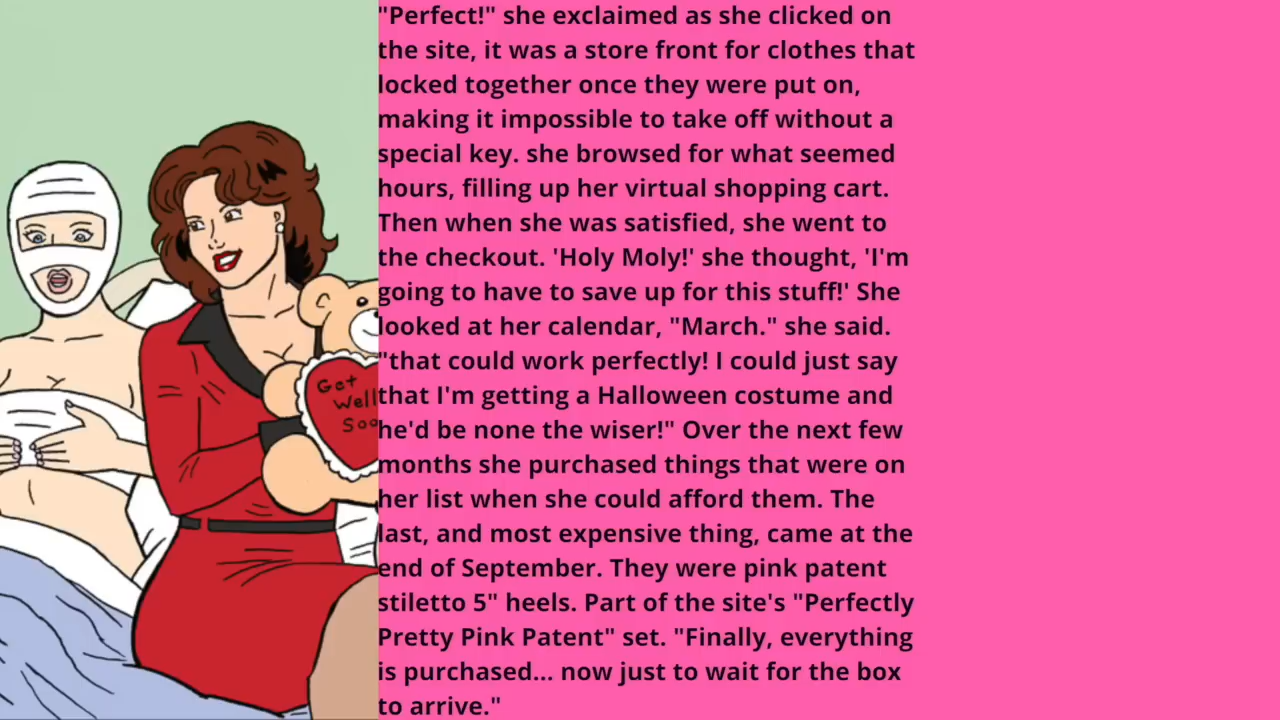 "Perfect!" she exclaimed as she clicked on
the site, it was a store front for clothes that
locked together once they were put on,
making it impossible to take off without a
special key. she browsed for what seemed
hours, filling up her virtual shopping cart.
Then when she was satisfied, she went to
the checkout. 'Holy Moly!' she thought, 'I'm
going to have to save up for this stuff!' She
looked at her calendar, "March." she said.
"that could work perfectly! I could just say
that I'm getting a Halloween costume and
he'd be none the wiser!" Over the next few
months she purchased things that were on
her list when she could afford them. The
last, and most expensive thing, came at the
end of September. They were pink patent
stiletto 5" heels. Part of the site's "Perfectly
Pretty Pink Patent" set. "Finally, everything
is purchased... now just to wait for the box
to arrive."
Get
Well
Soo